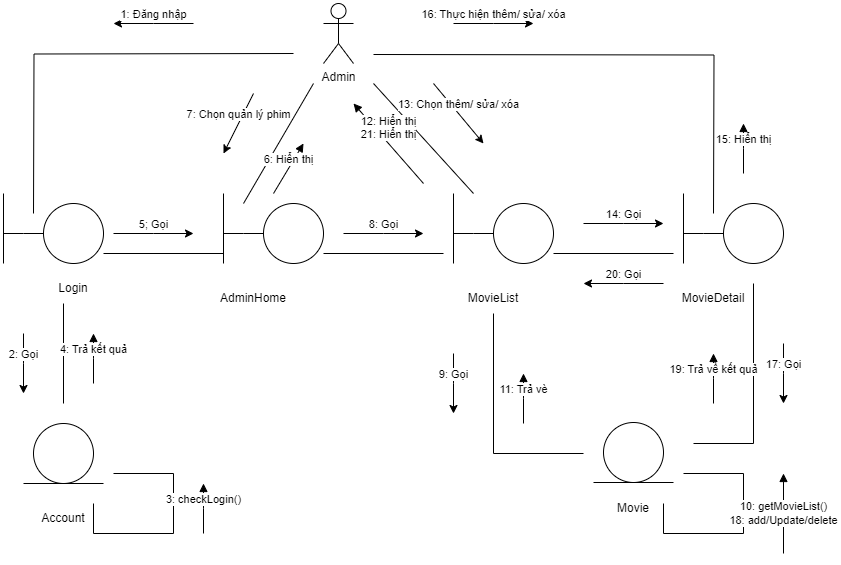 1: Đăng nhập
16: Thực hiện thêm/ sửa/ xóa
Admin
7: Chọn quản lý phim
13: Chọn thêm/ sửa/ xóa
12: Hiển thị
21: Hiển thị
15: Hiển thị
6: Hiển thị
5; Gọi
8: Gọi
14: Gọi
20: Gọi
Login
AdminHome
MovieList
MovieDetail
2: Gọi
4: Trả kết quả
9: Gọi
11: Trả vè
19: Trả về kết quả
17: Gọi
3: checkLogin()
Account
Movie
10: getMovieList()
18: add/Update/delete